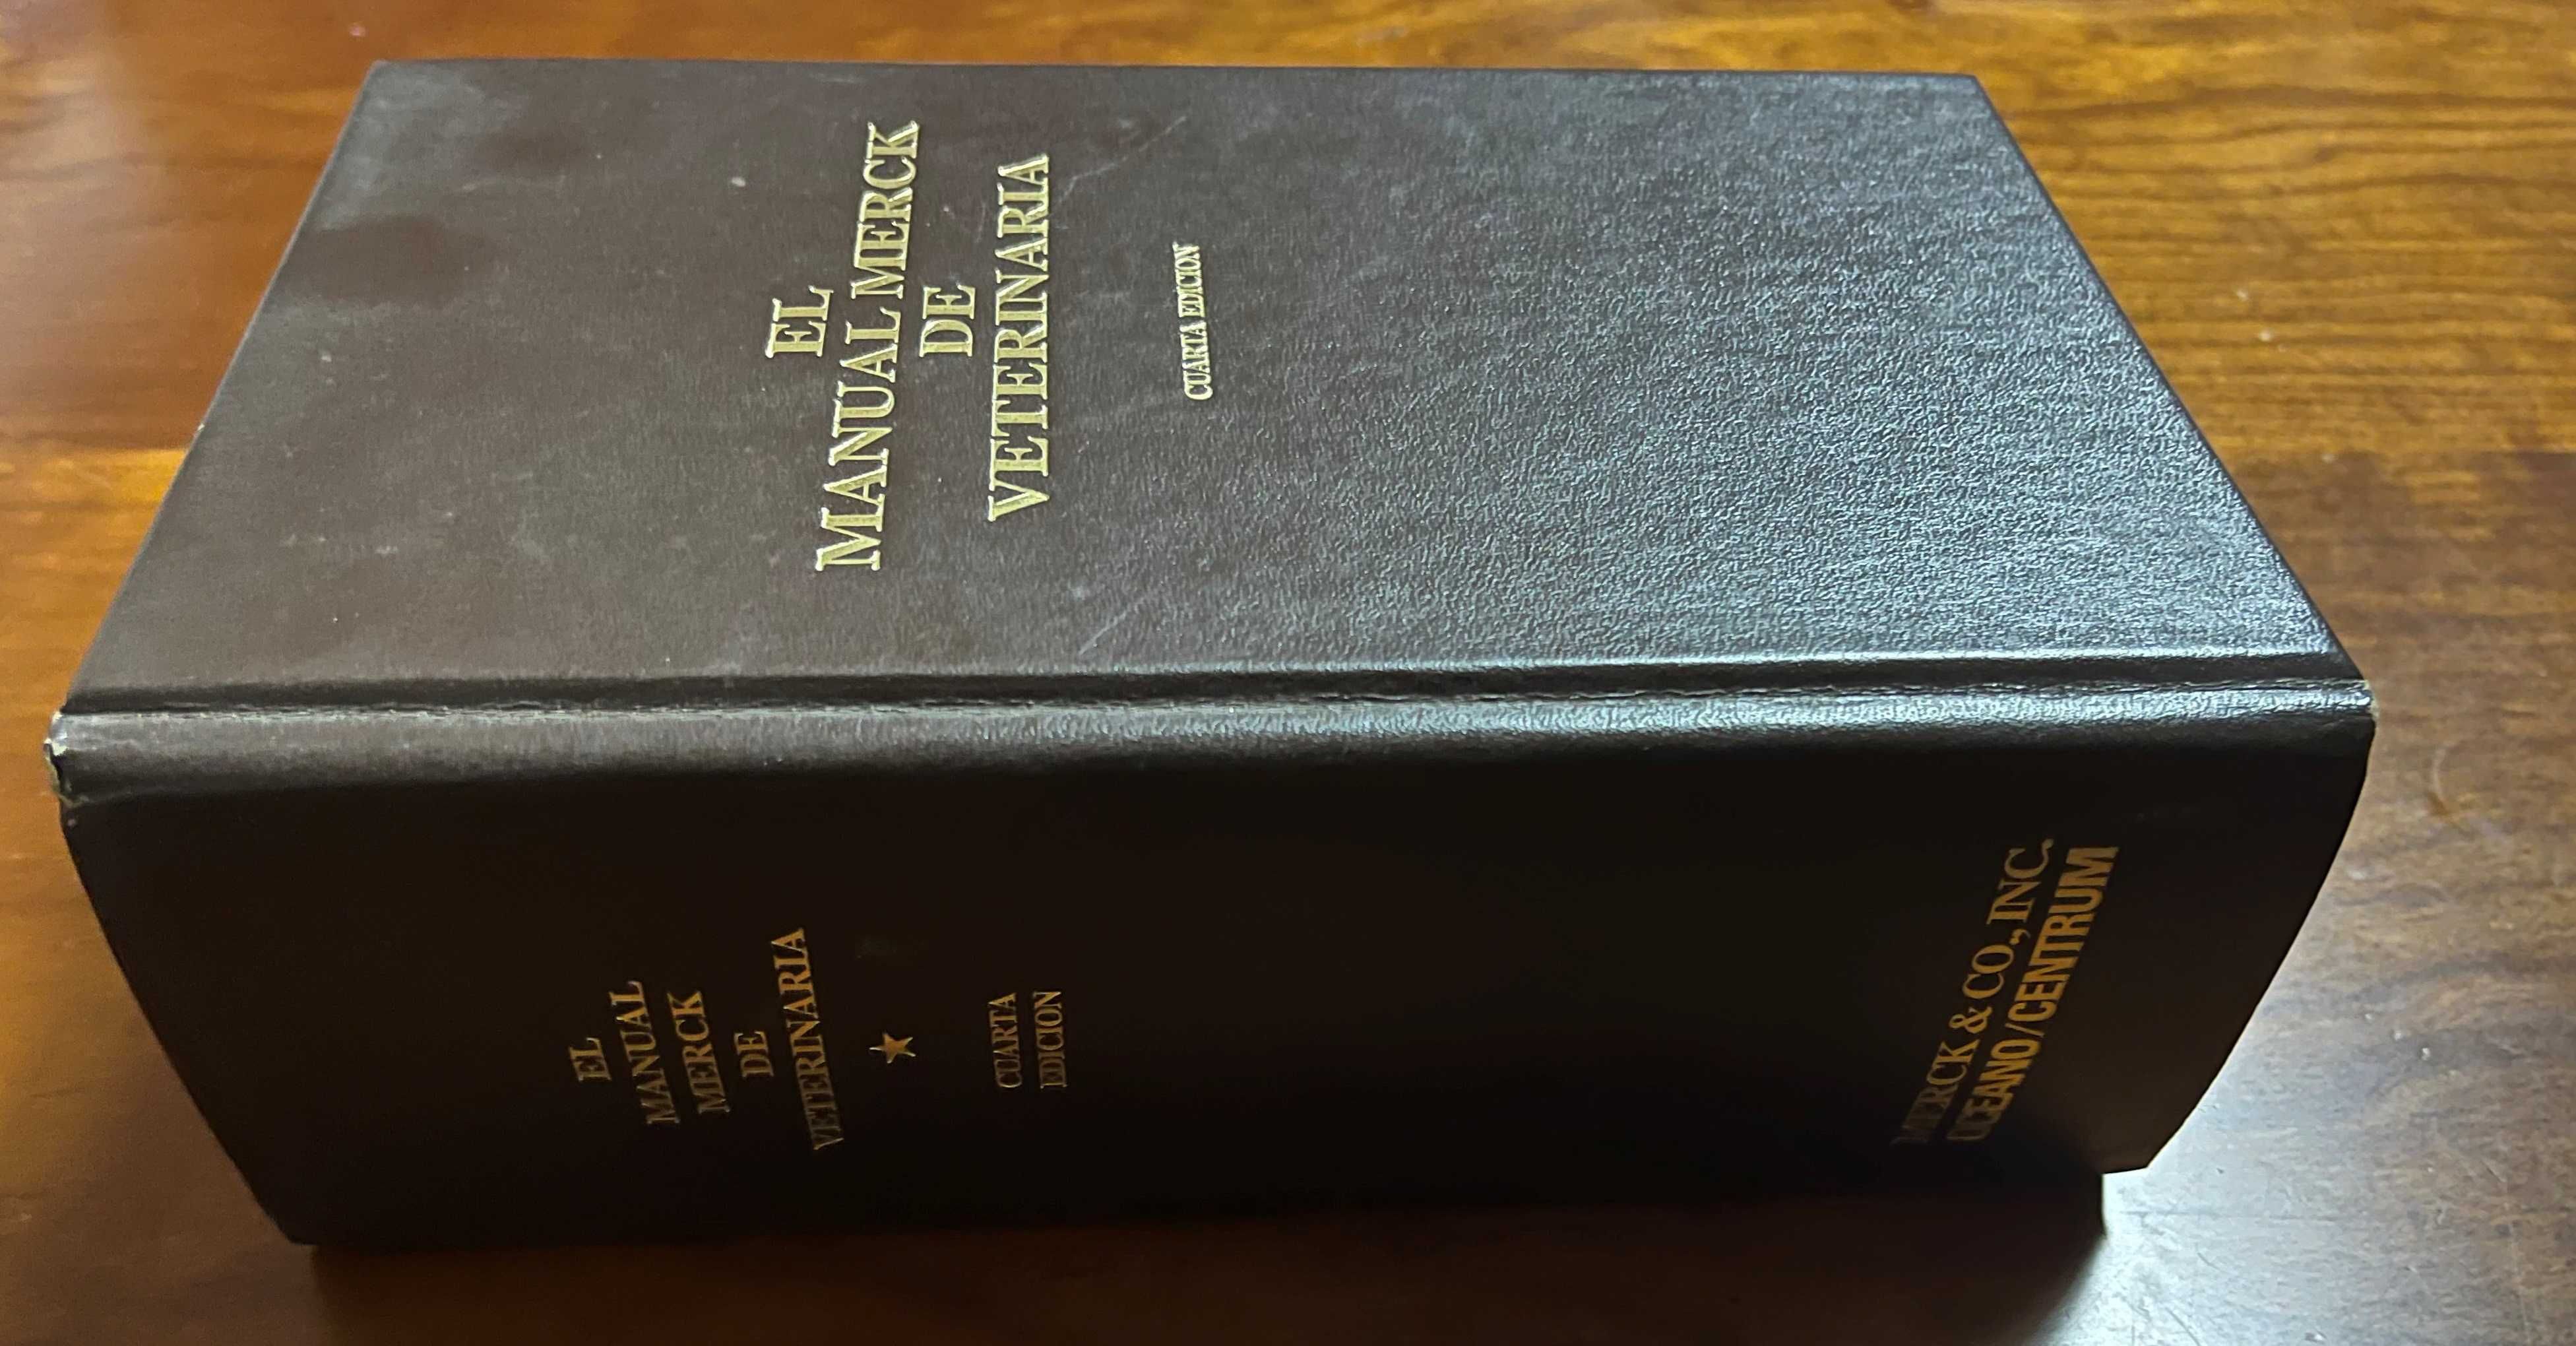 EL
MANUAL MERCK
DE
VETERINARIA
CUARTA EDICION
EL
MANUAL
MERCK
DE
VETERINARIA
CUARTA
EDICION
MERCK & CO., INC.
OCEANO/CENTRUM